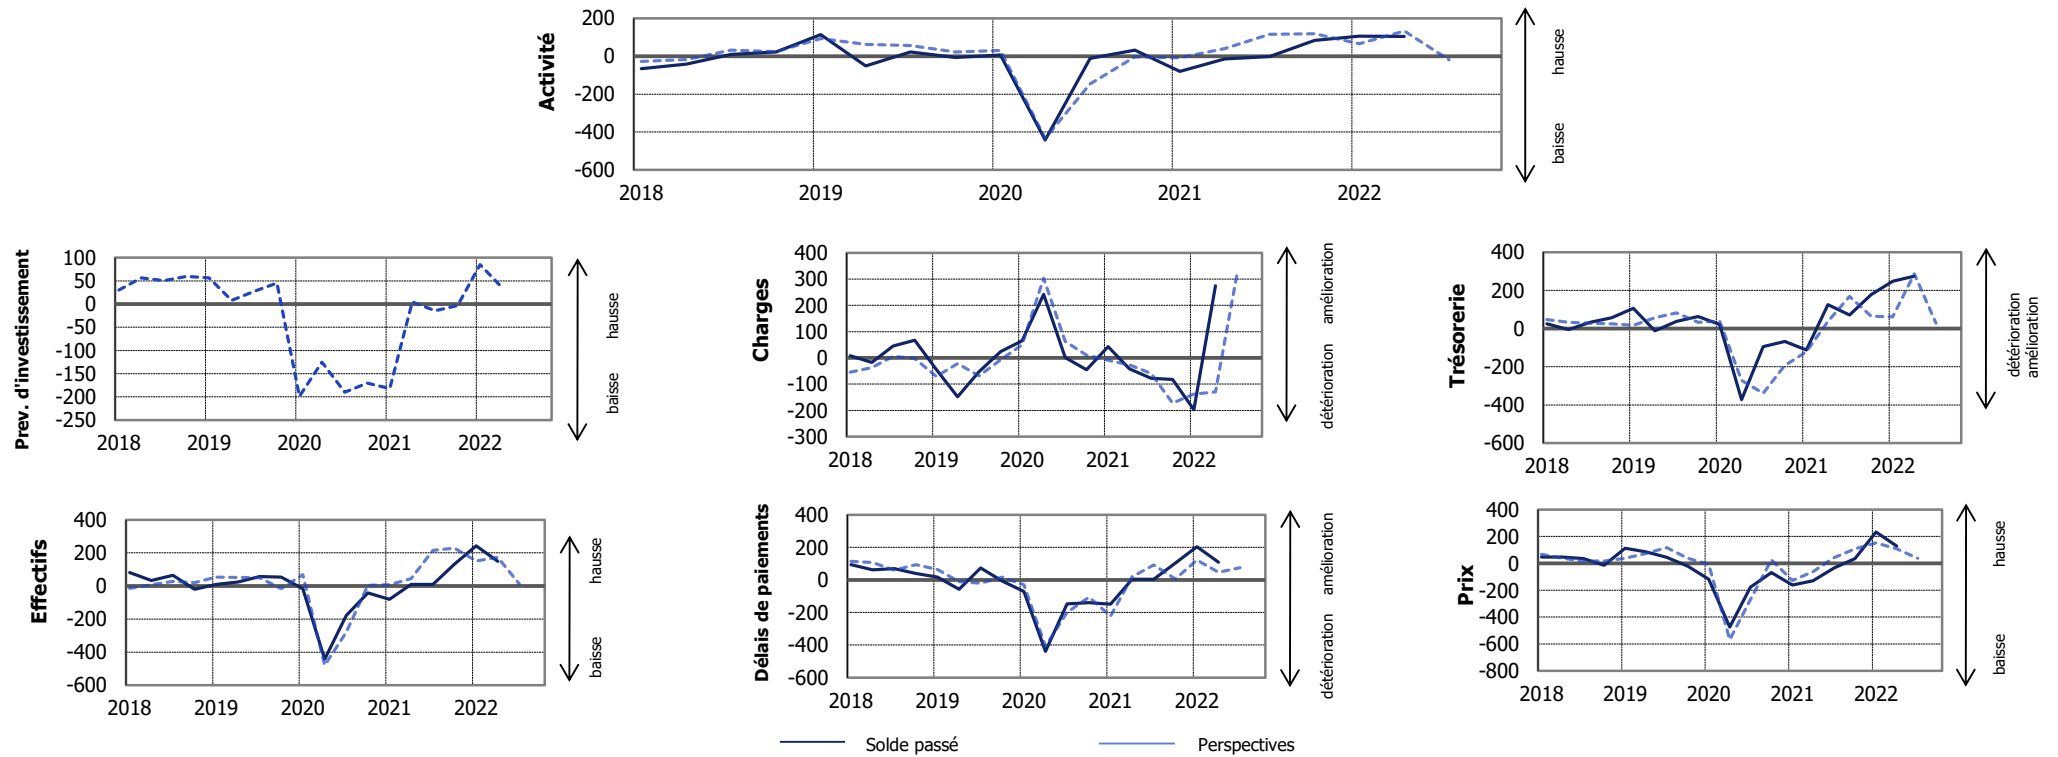 Activité
200
0
-200
-400
-600
2018 2019 2020 2021 2022
hausse
baisse
Prev. d'investissement
100
50
0
-50
-100
-150
-200
-250
2018 2019 2020 2021 2022
hausse
baisse
Charges
400
300
200
100
0
-100
-200
-300
2018 2019 2020 2021 2022
amélioration
détérioration
Trésorerie
400
200
0
-200
-400
-600
2018 2019 2020 2021 2022
détérioration
amélioration
Effectifs
400
200
0
-200
-400
-600
2018 2019 2020 2021 2022
hausse
baisse
Délais de paiements
400
200
0
-200
-400
-600
2018 2019 2020 2021 2022
amélioration
détérioration
Prix
400
200
0
-200
-400
-600
-800
2018 2019 2020 2021 2022
hausse
baisse
Solde passé Perspectives